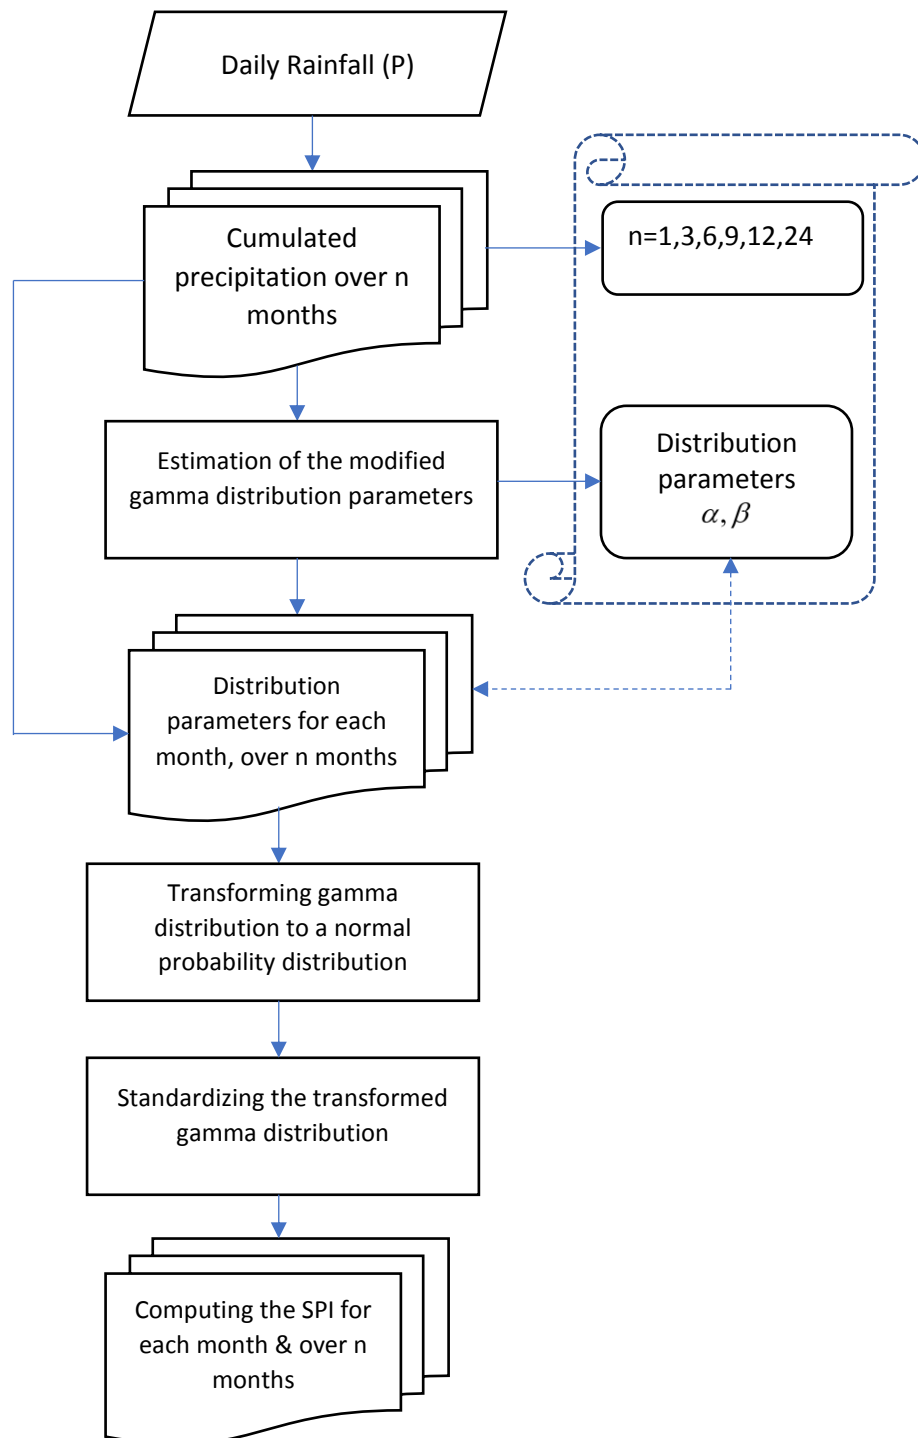 Daily Rainfall (P)
Cumulated
precipitation over n
months
n=1,3,6,9,12,24
Estimation of the modified
gamma distribution parameters
Distribution
parameters
α, β
Distribution
parameters for each
month, over n months
Transforming gamma
distribution to a normal
probability distribution
Standardizing the transformed
gamma distribution
Computing the SPI for
each month & over n
months